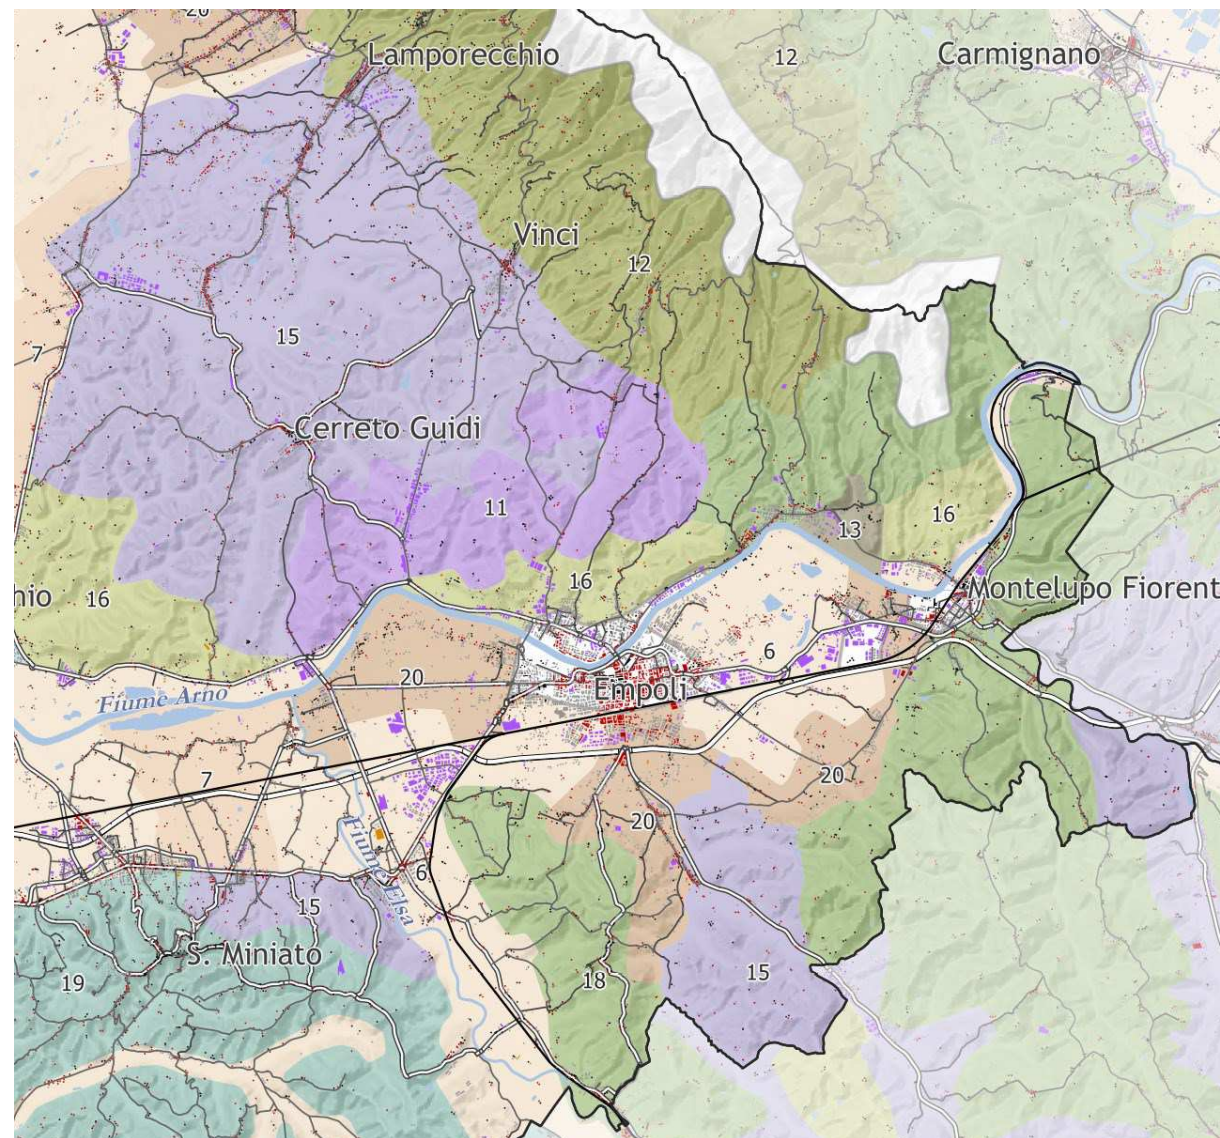 20
Lamporecchio
12
Carmignano
Vinci
12
15
7
Cerreto Guidi
11
16
13
16
hio
16
Montelupo Fiorent
6
20
Empoli
Fiume Arno
7
20
20
Fiume Elsa
6
15
S. Miniato
19
18
15